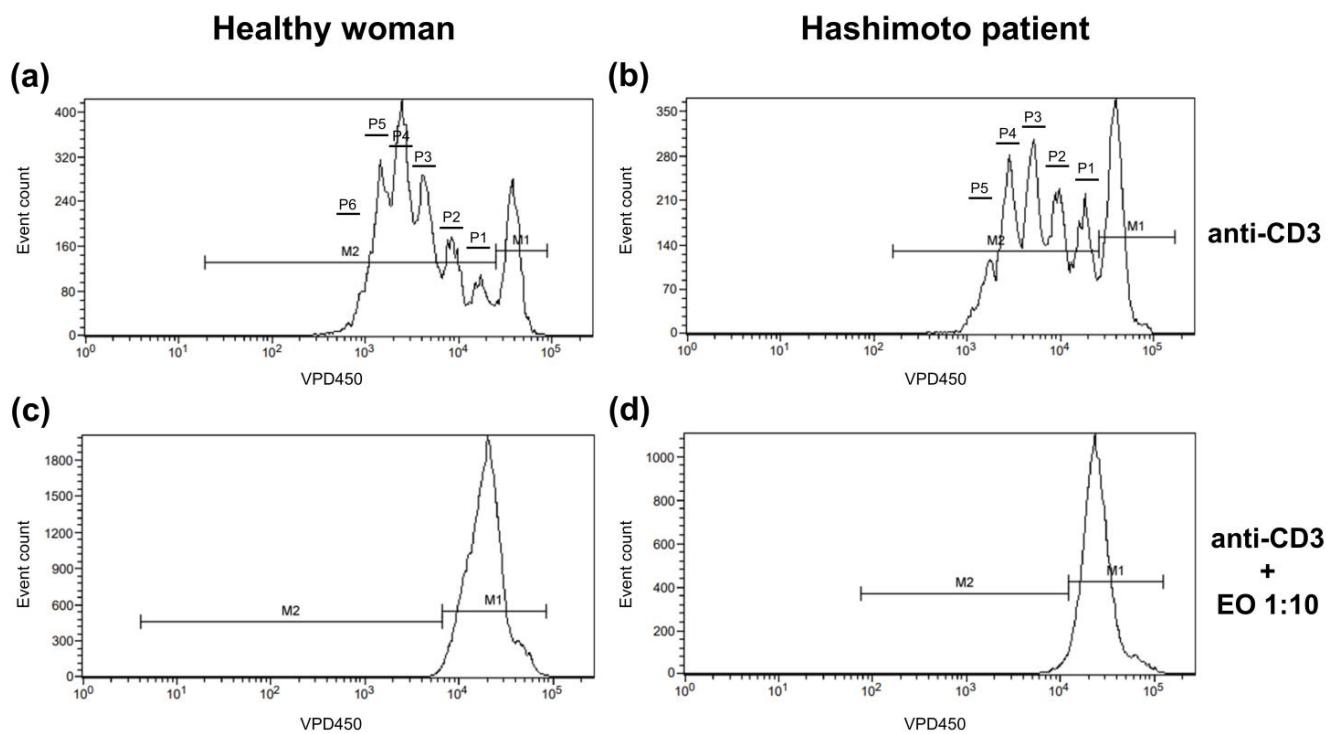 Healthy woman
Hashimoto patient
(a)
(b)
400
320
240
160
80
0
Event count
P6
P5
P4
P3
P2
P1
M2
M1
10^0
10^1
10^2
10^3
10^4
10^5
VPD450
350
280
210
140
70
0
Event count
P5
P4
P3
P2
P1
M2
M1
10^0
10^1
10^2
10^3
10^4
10^5
VPD450
anti-CD3
(c)
(d)
1800
1500
1200
900
600
300
0
Event count
M2
M1
10^0
10^1
10^2
10^3
10^4
10^5
VPD450
1000
800
600
400
200
0
Event count
M2
M1
10^0
10^1
10^2
10^3
10^4
10^5
VPD450
anti-CD3
+
EO 1:10